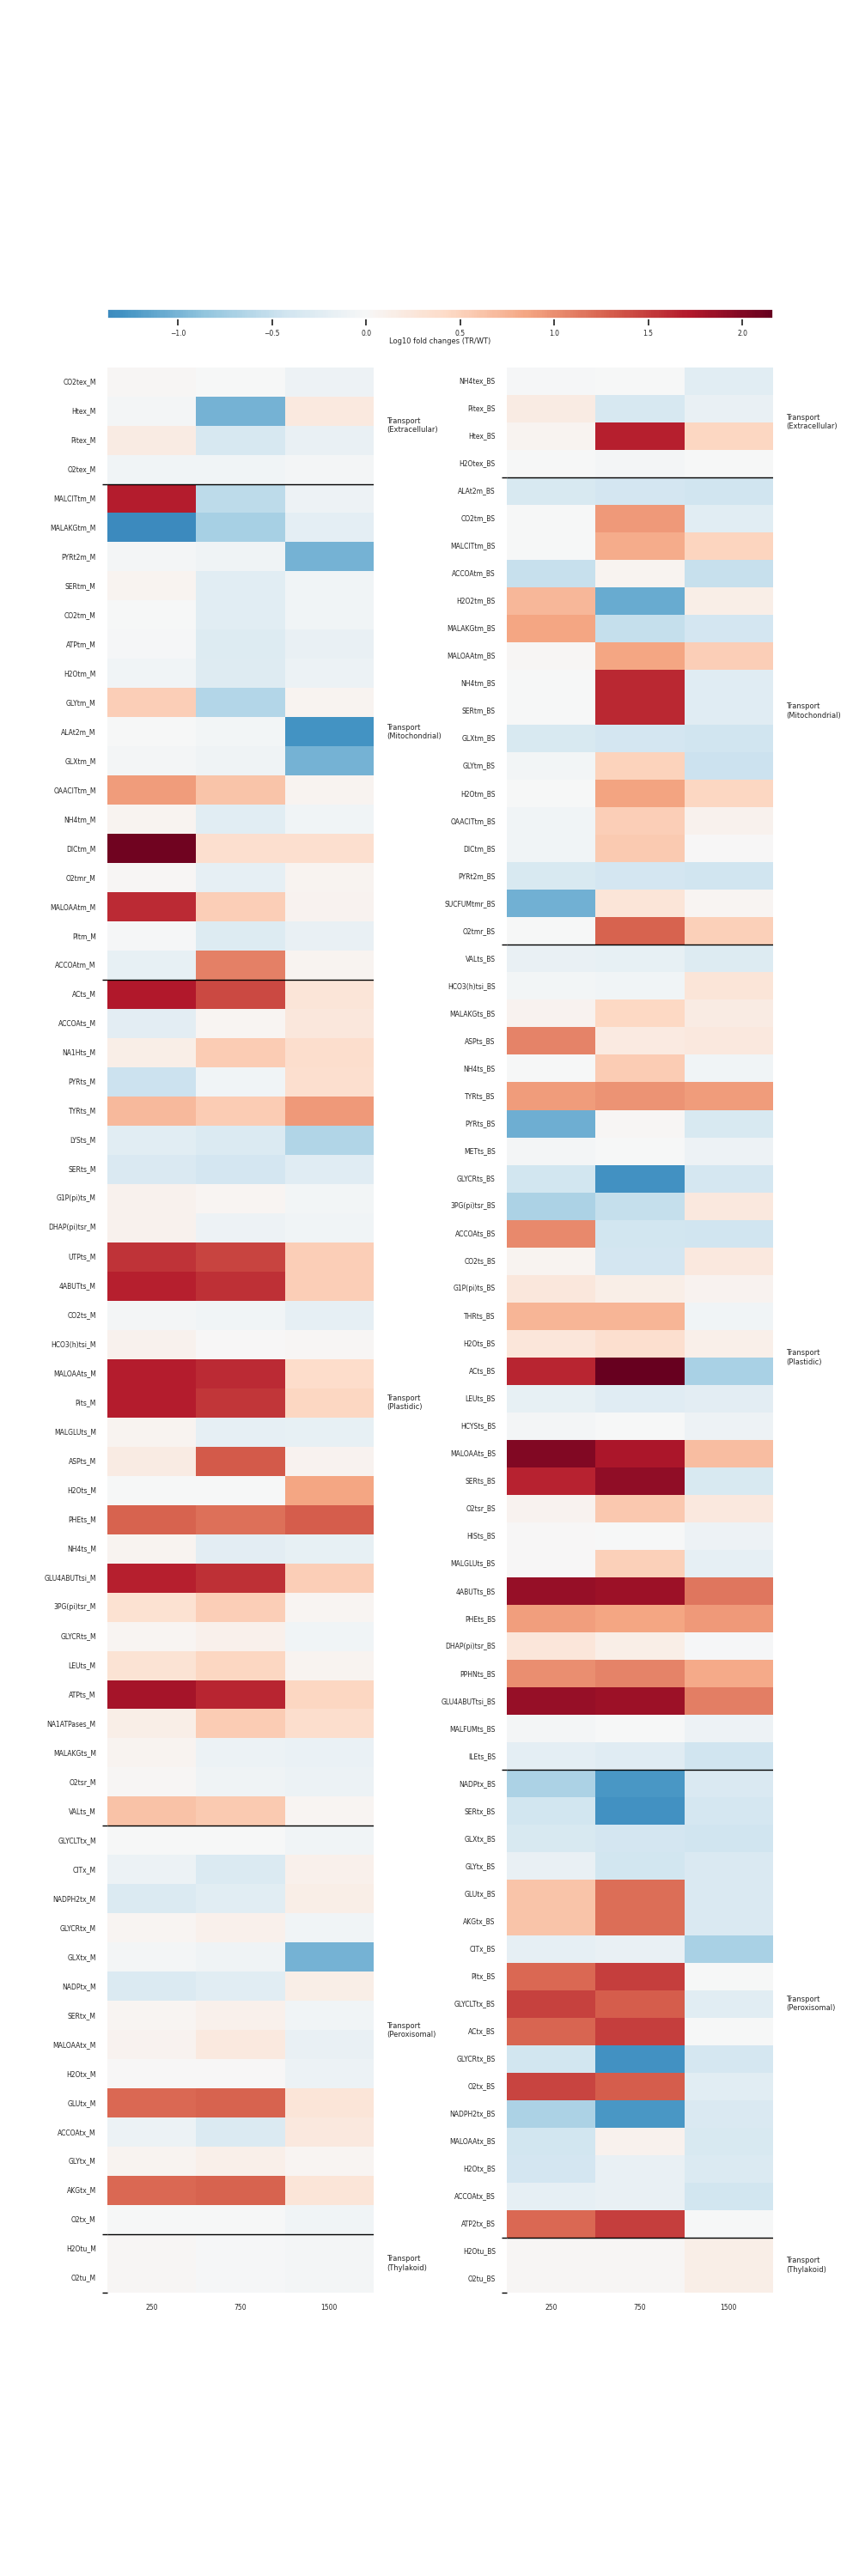 −1.0 −0.5 0.0 0.5 1.0 1.5 2.0
Log10 fold changes (TR/WT)
CO2tex_M
Htex_M
Pitex_M
O2tex_M
MALCITtm_M
MALAKGtm_M
PYRt2m_M
SERtm_M
CO2tm_M
ATPtm_M
H2Otm_M
GLYtm_M
ALAt2m_M
GLXtm_M
OAACITtm_M
NH4tm_M
DICtm_M
O2tmr_M
MALOAAtm_M
PItm_M
ACCOAtm_M
ACts_M
ACCOAts_M
NA1Hts_M
PYRts_M
TYRts_M
LYSts_M
SERts_M
G1P(pi)ts_M
DHAP(pi)tsr_M
UTPts_M
4ABUTts_M
CO2ts_M
HCO3(h)tsi_M
MALOAAts_M
Pits_M
MALGLUts_M
ASPts_M
H2Ots_M
PHEts_M
NH4ts_M
GLU4ABUTtsi_M
3PG(pi)tsr_M
GLYCRts_M
LEUts_M
ATPts_M
NA1ATPases_M
MALAKGts_M
O2tsr_M
VALts_M
GLYCLTtx_M
CITx_M
NADPH2tx_M
GLYCRtx_M
GLXtx_M
NADPtx_M
SERtx_M
MALOAAtx_M
H2Otx_M
GLUtx_M
ACCOAtx_M
GLYtx_M
AKGtx_M
O2tx_M
H2Otu_M
O2tu_M
250 750 1500
Transport
(Extracellular)
Transport
(Mitochondrial)
Transport
(Plastidic)
Transport
(Peroxisomal)
Transport
(Thylakoid)
NH4tex_BS
Pitex_BS
Htex_BS
H2Otex_BS
ALAt2m_BS
CO2tm_BS
MALCITtm_BS
ACCOAtm_BS
H2O2tm_BS
MALAKGtm_BS
MALOAAtm_BS
NH4tm_BS
SERtm_BS
GLXtm_BS
GLYtm_BS
H2Otm_BS
OAACITtm_BS
DICtm_BS
PYRt2m_BS
SUCFUMtmr_BS
O2tmr_BS
VALts_BS
HCO3(h)tsi_BS
MALAKGts_BS
ASPts_BS
NH4ts_BS
TYRts_BS
PYRts_BS
METts_BS
GLYCRts_BS
3PG(pi)tsr_BS
ACCOAts_BS
CO2ts_BS
G1P(pi)ts_BS
THRts_BS
H2Ots_BS
ACts_BS
LEUts_BS
HCYSts_BS
MALOAAts_BS
SERts_BS
O2tsr_BS
HISts_BS
MALGLUts_BS
4ABUTts_BS
PHEts_BS
DHAP(pi)tsr_BS
PPHNts_BS
GLU4ABUTtsi_BS
MALFUMts_BS
ILEts_BS
NADPtx_BS
SERtx_BS
GLXtx_BS
GLYtx_BS
GLUtx_BS
AKGtx_BS
CITx_BS
PItx_BS
GLYCLTtx_BS
ACtx_BS
GLYCRtx_BS
O2tx_BS
NADPH2tx_BS
MALOAAtx_BS
H2Otx_BS
ACCOAtx_BS
ATP2tx_BS
H2Otu_BS
O2tu_BS
250 750 1500
Transport
(Extracellular)
Transport
(Mitochondrial)
Transport
(Plastidic)
Transport
(Peroxisomal)
Transport
(Thylakoid)